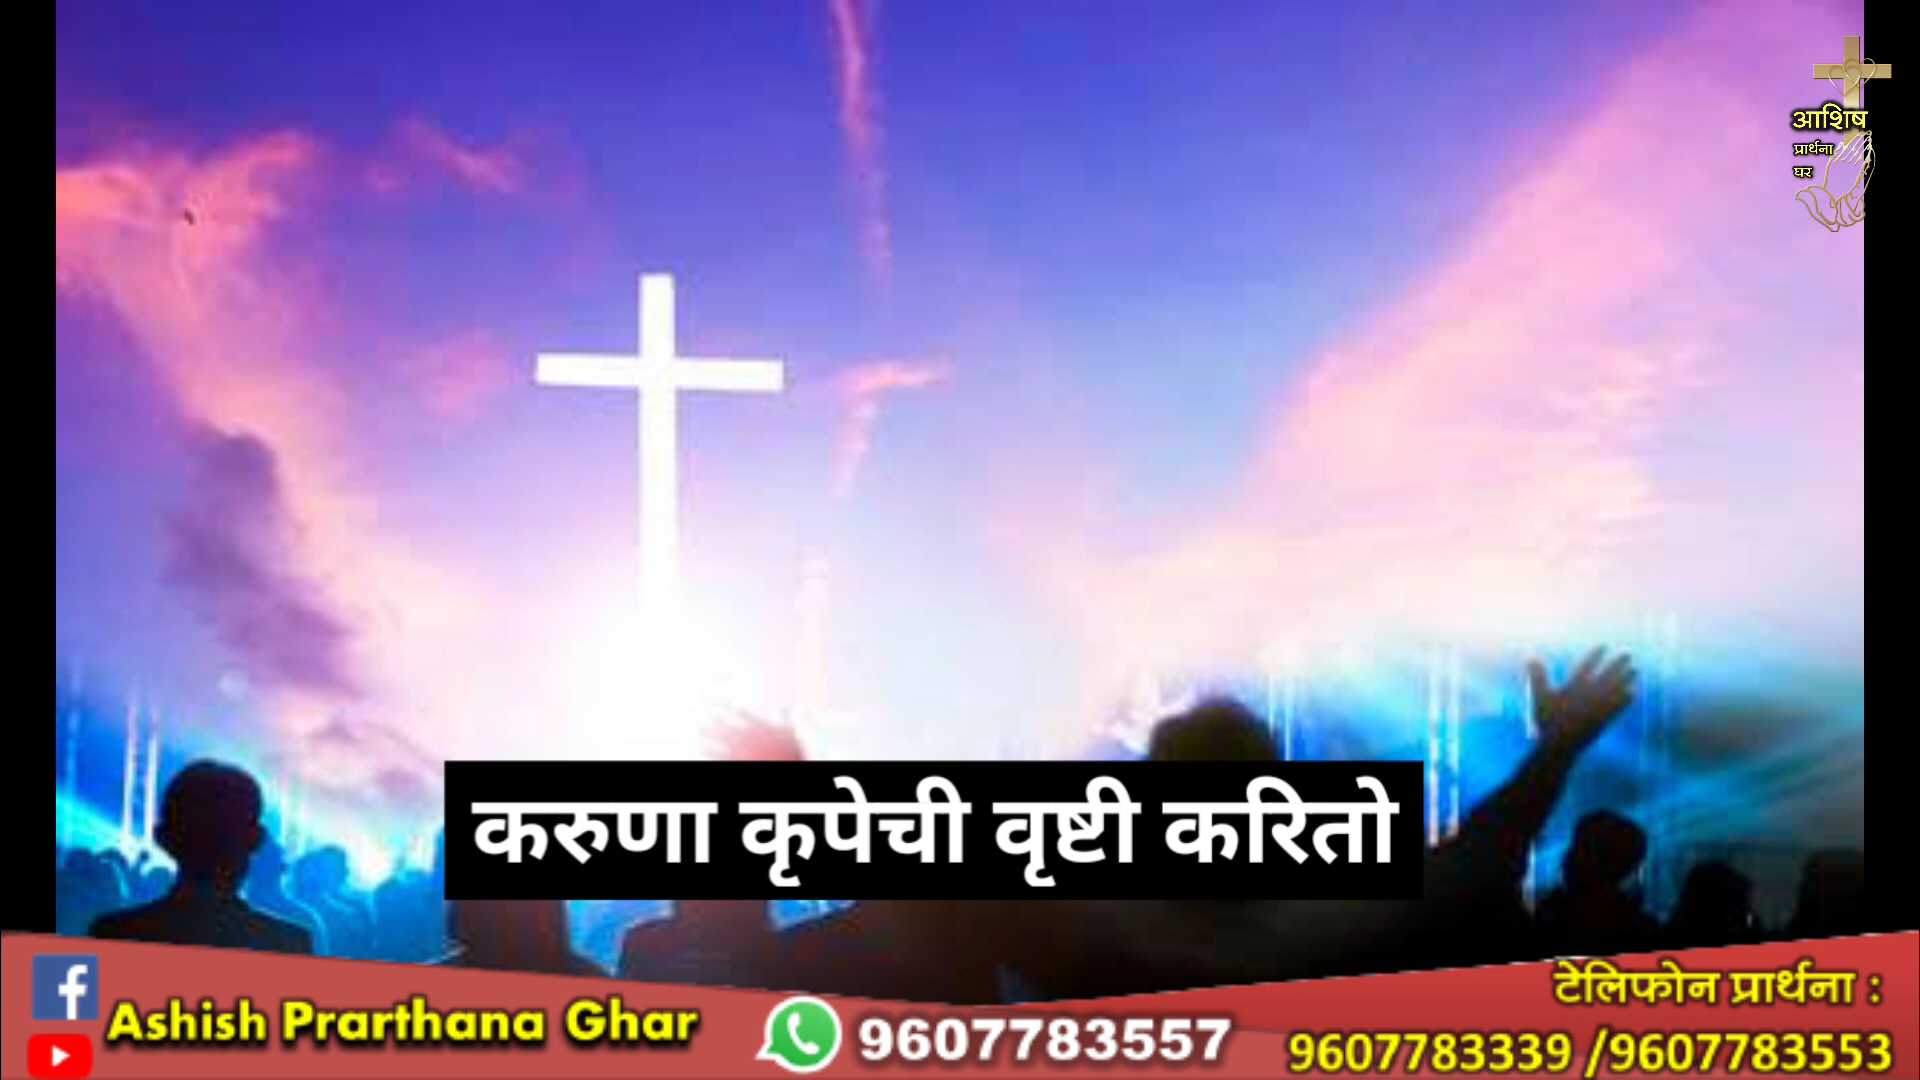 आशिष
प्रार्थना
घर
करुणा कृपेची वृष्टी करितो
टेलिफोन प्रार्थना :
Ashish Prarthana Ghar
9607783557
9607783339 /9607783553